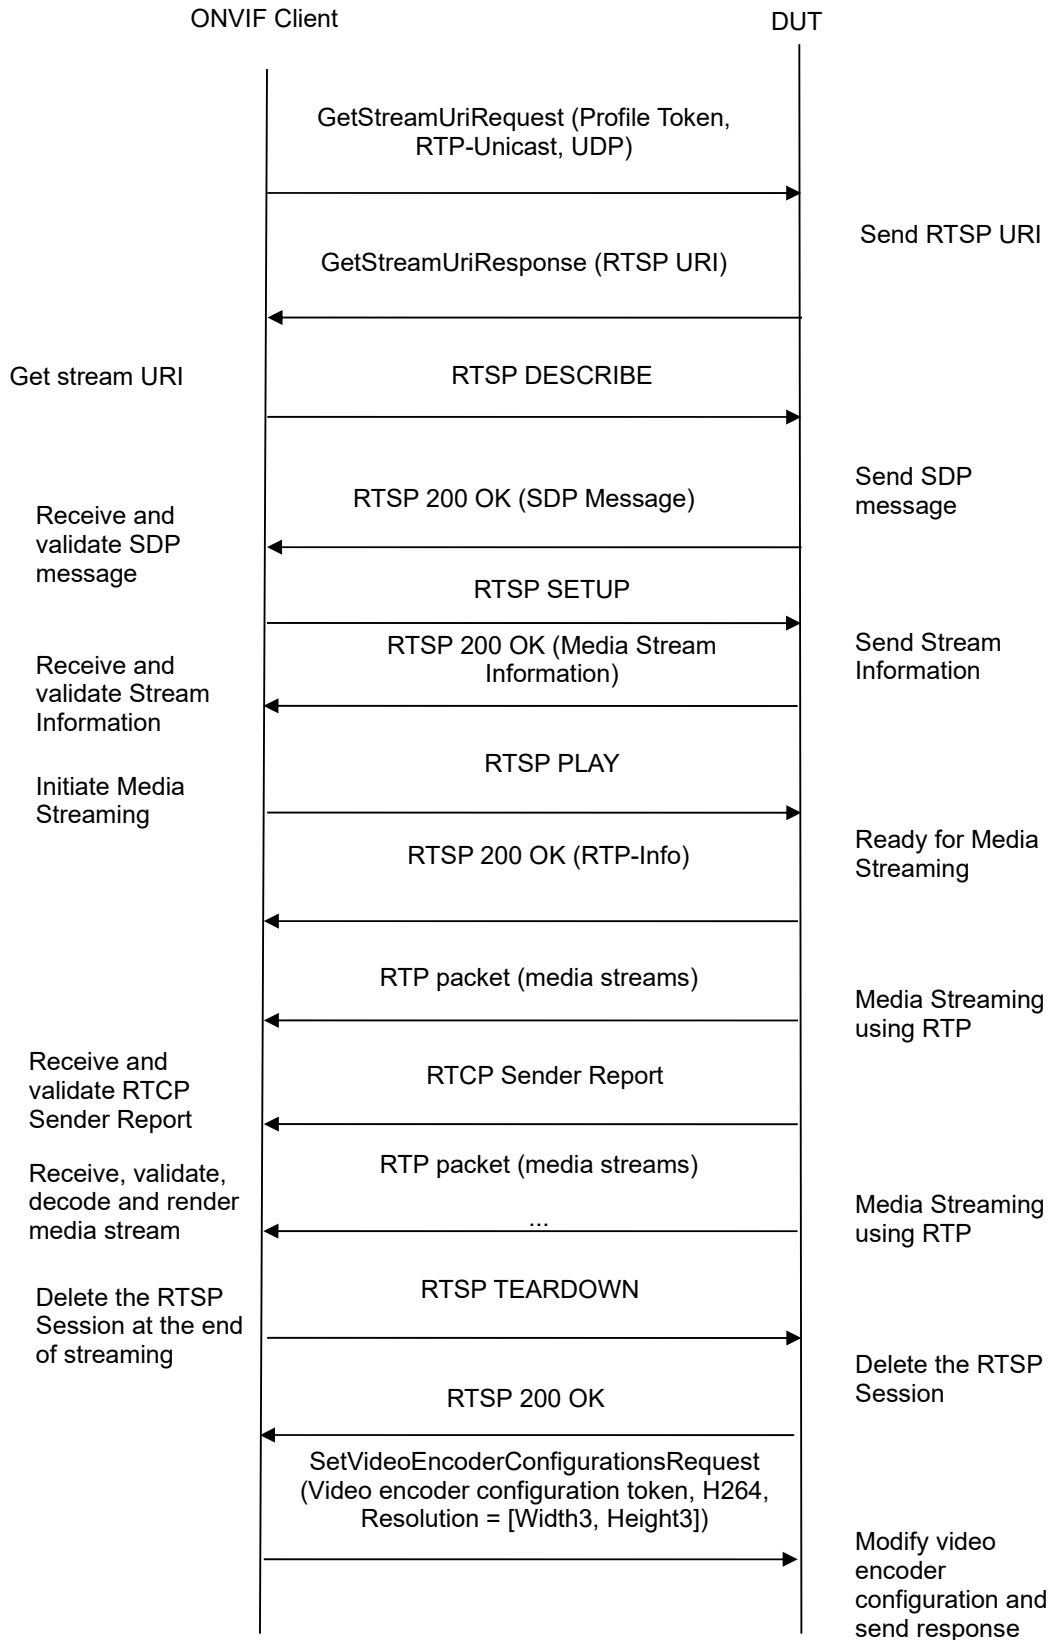 ONVIF Client
DUT
GetStreamUriRequest (Profile Token,
RTP-Unicast, UDP)
Send RTSP URI
GetStreamUriResponse (RTSP URI)
Get stream URI
RTSP DESCRIBE
Send SDP
message
RTSP 200 OK (SDP Message)
Receive and
validate SDP
message
RTSP SETUP
RTSP 200 OK (Media Stream
Information)
Send Stream
Information
Receive and
validate Stream
Information
RTSP PLAY
Initiate Media
Streaming
Ready for Media
Streaming
RTSP 200 OK (RTP-Info)
RTP packet (media streams)
Media Streaming
using RTP
Receive and
validate RTCP
Sender Report
RTCP Sender Report
RTP packet (media streams)
...
Receive, validate,
decode and render
media stream
Media Streaming
using RTP
RTSP TEARDOWN
Delete the RTSP
Session at the end
of streaming
Delete the RTSP
Session
RTSP 200 OK
SetVideoEncoderConfigurationsRequest
(Video encoder configuration token, H264,
Resolution = [Width3, Height3])
Modify video
encoder
configuration and
send response